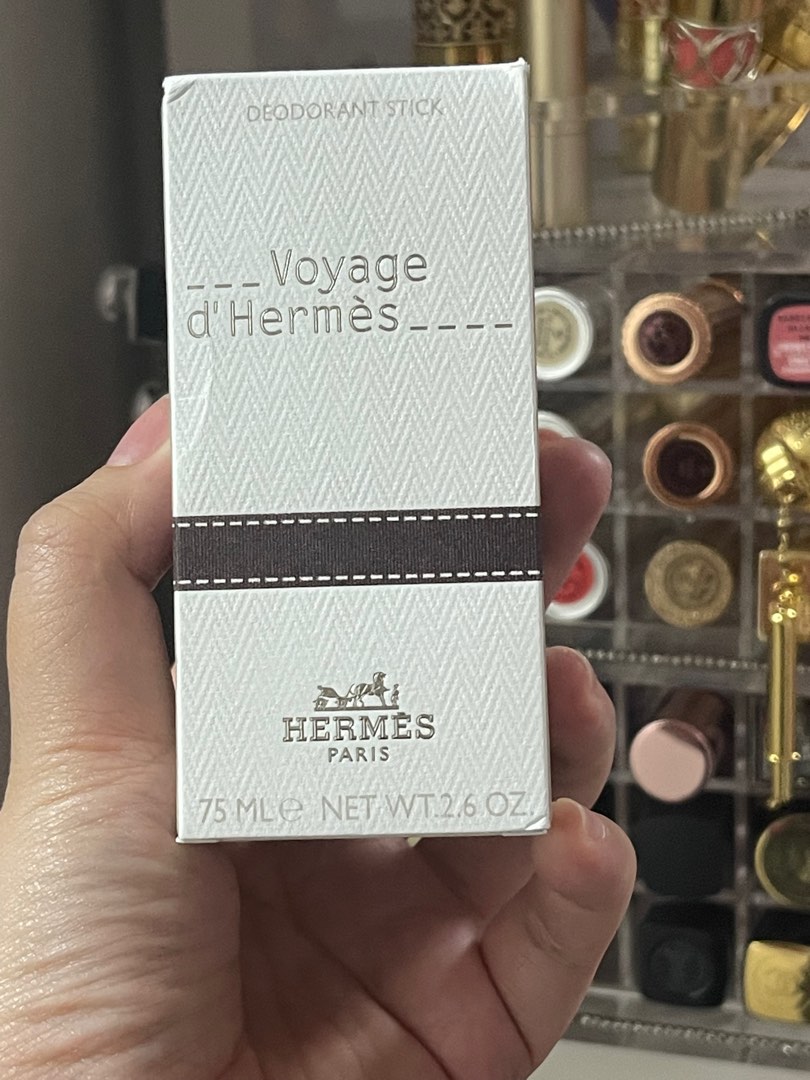 DEODORANT STICK
___Voyage
d'Hermès____
HERMÈS
PARIS
75 ML e NET WT.2.6 OZ.